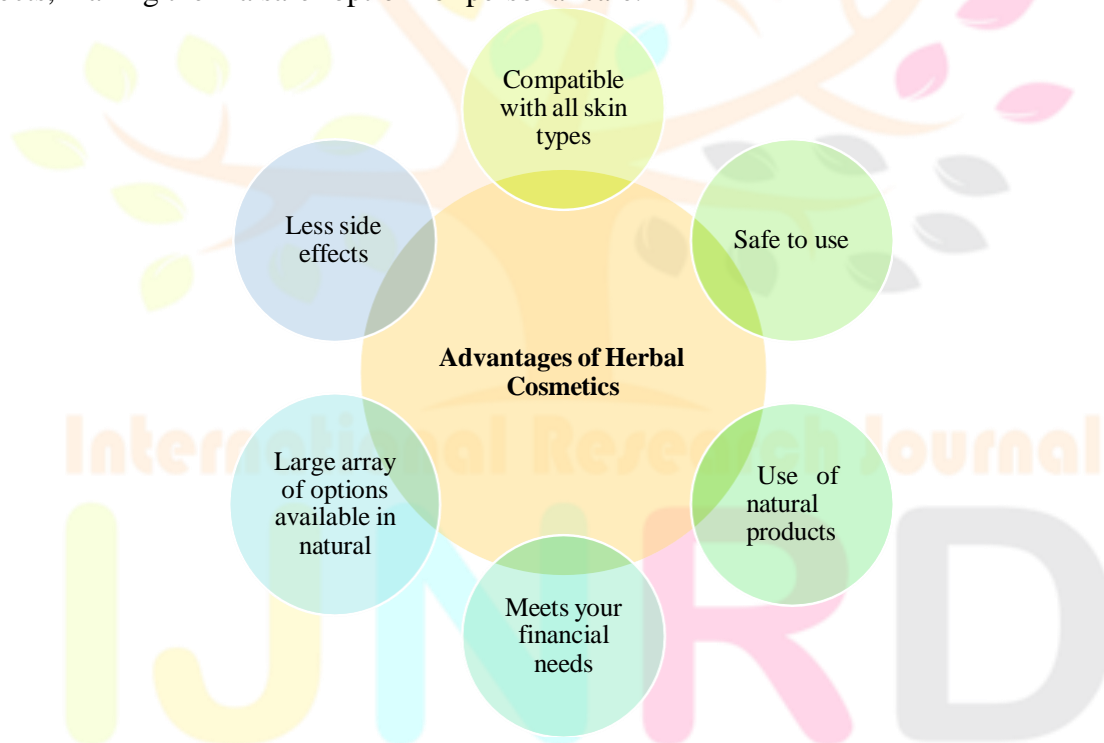 Compatible
with all skin
types
Less side
effects
Safe to use
Advantages of Herbal
Cosmetics
Large array
of options
available in
natural
Use of
natural
products
Meets your
financial
needs
International Research Journal
IJNRD